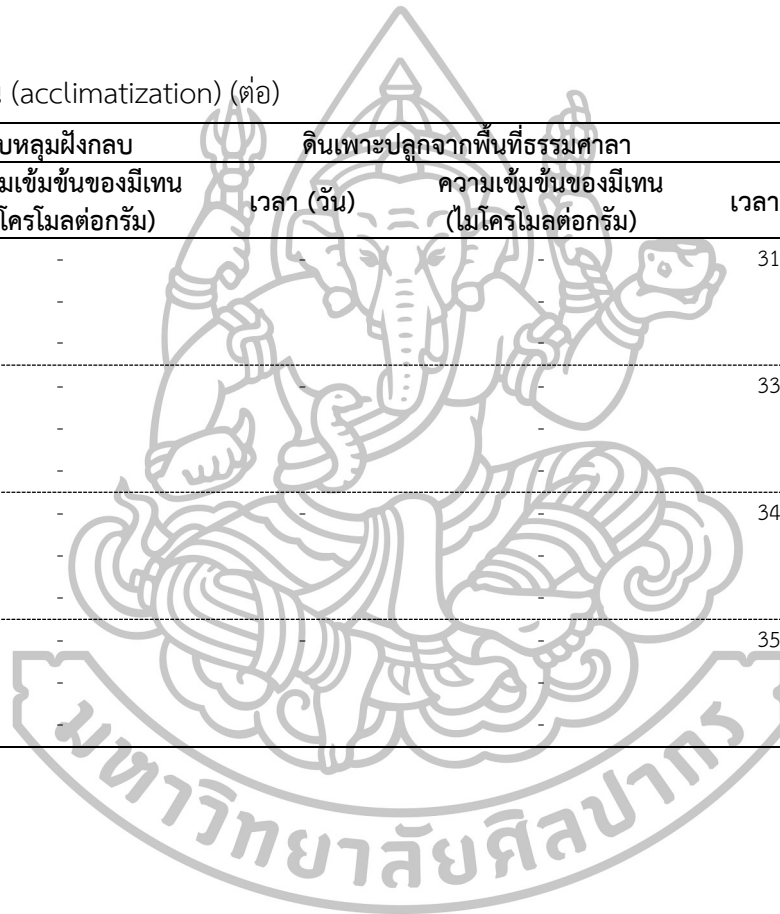 (acclimatization) (ต่อ)
หลุมฝังกลบ ดินเพาะปลูกจากพื้นที่ธรรมศาลา
เข้มข้นของมีเทน เวลา (วัน) ความเข้มข้นของมีเทน เวลา
โครโมลต่อกรัม) (ไมโครโมลต่อกรัม)
- - - 31
- -
- -
- - - 33
- -
- -
- - - 34
- -
- -
- - - 35
- -
- -
มหาวิทยาลัยศิลปากร